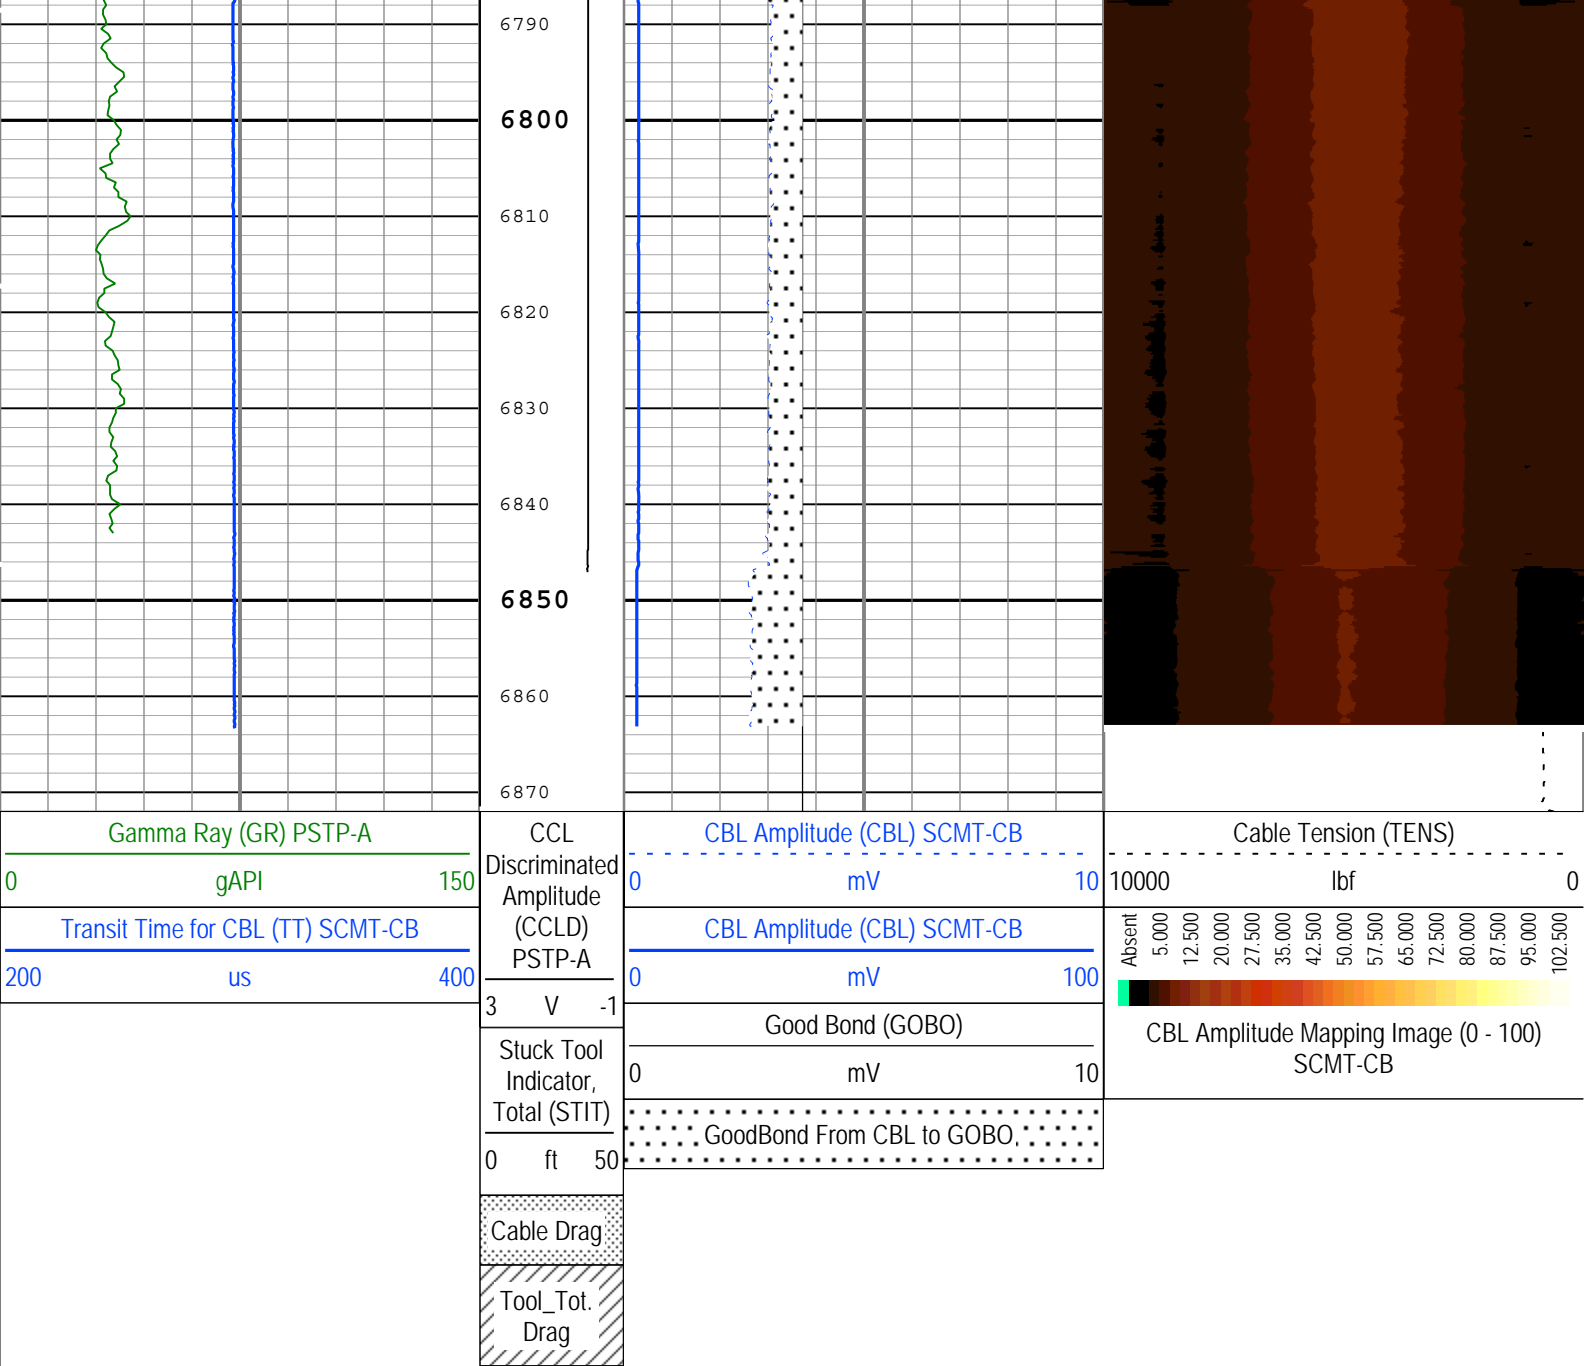 6790
6800
6810
6820
6830
6840
6850
6860
6870
Gamma Ray (GR) PSTP-A
0 gAPI 150
Transit Time for CBL (TT) SCMT-CB
200 us 400
CCL
Discriminated
Amplitude
(CCLD)
PSTP-A
3 V -1
Stuck Tool
Indicator,
Total (STIT)
0 ft 50
Cable Drag
Tool_Tot.
Drag
CBL Amplitude (CBL) SCMT-CB
0 mV 10
CBL Amplitude (CBL) SCMT-CB
0 mV 100
Good Bond (GOBO)
0 mV 10
GoodBond From CBL to GOBO
Cable Tension (TENS)
10000 lbf 0
Absent
5.000
12.500
20.000
27.500
35.000
42.500
50.000
57.500
65.000
72.500
80.000
87.500
95.000
102.500
CBL Amplitude Mapping Image (0 - 100)
SCMT-CB